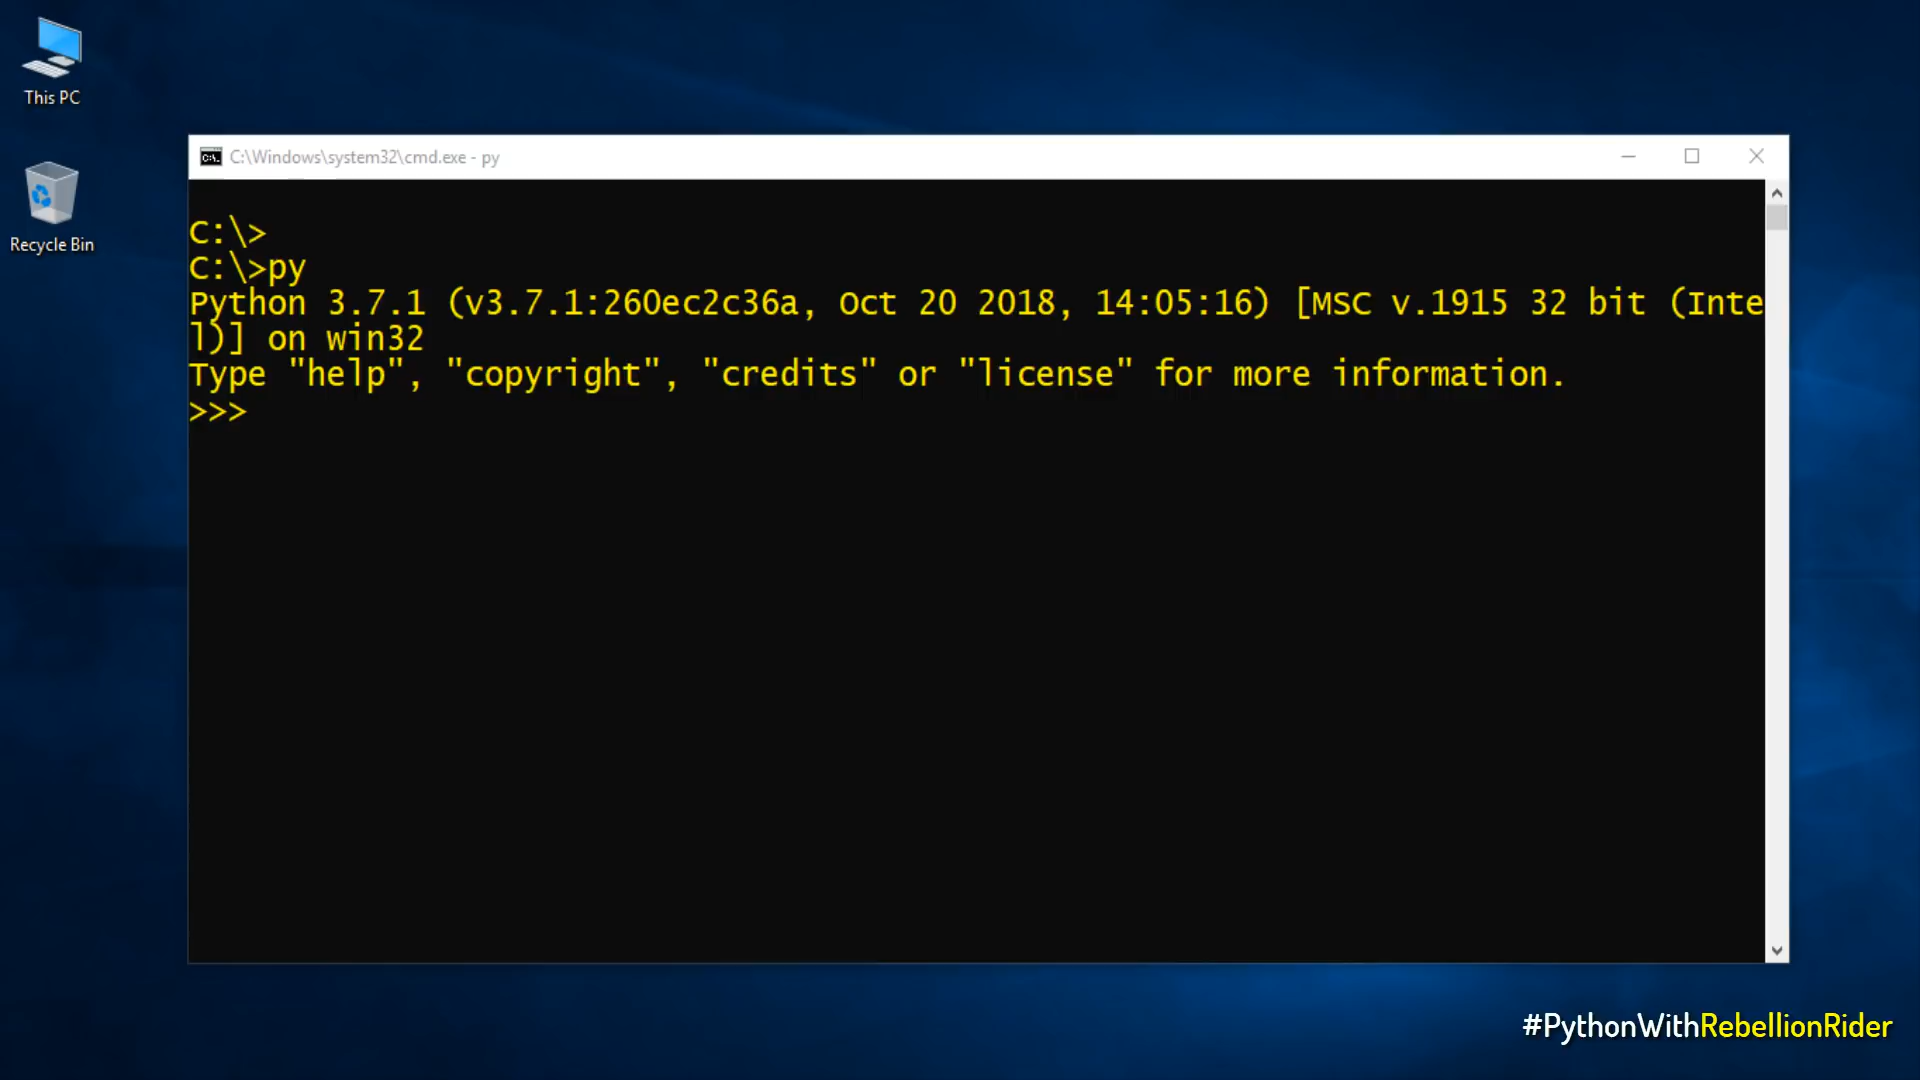 This PC
Recycle Bin
C:\Windows\system32\cmd.exe - py
C:\>
C:\>py
Python 3.7.1 (v3.7.1:260ec2c36a, Oct 20 2018, 14:05:16) [MSC v.1915 32 bit (Inte
l)] on win32
Type "help", "copyright", "credits" or "license" for more information.
>>>
#PythonWithRebellionRider